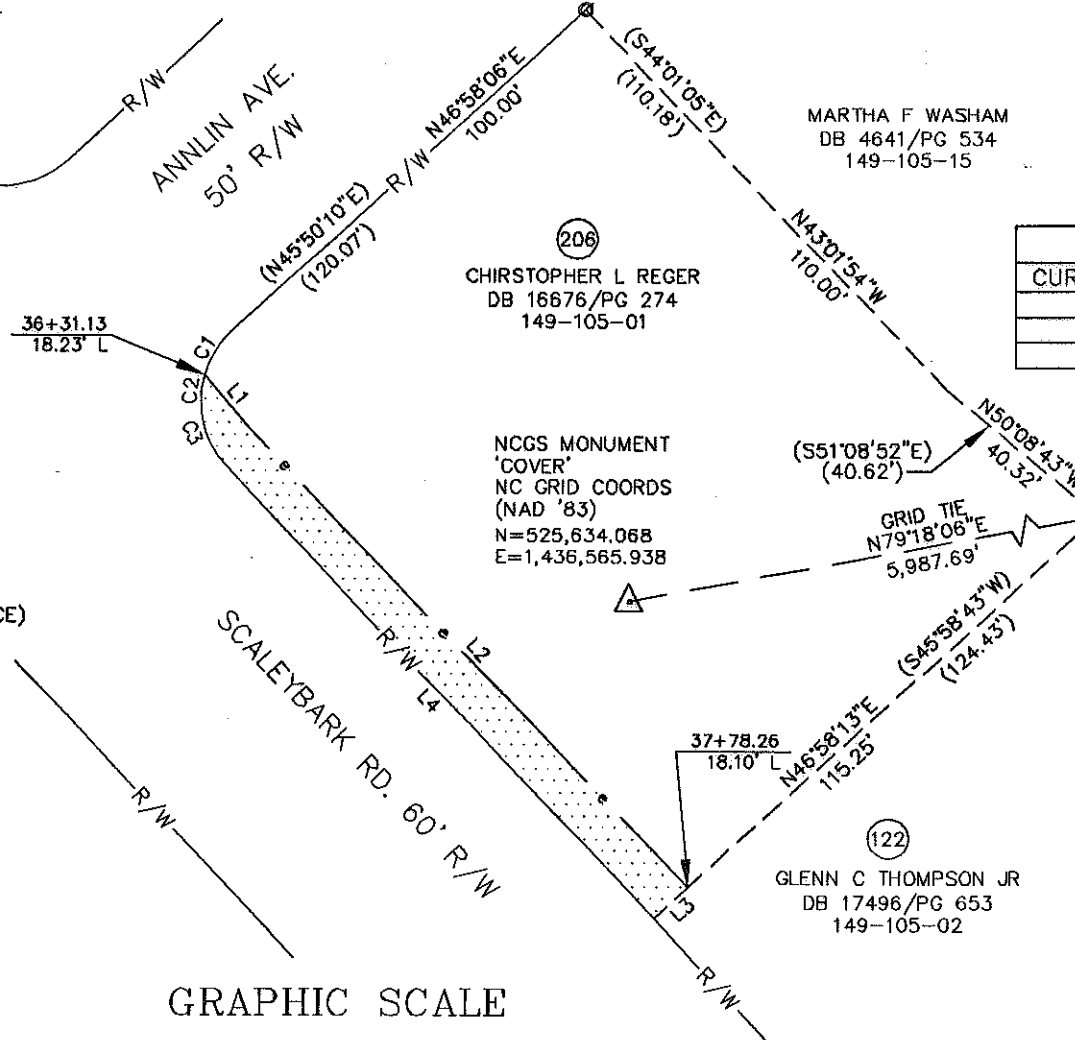 R/W
ANNLIN AVE.
50' R/W
N46°58'06"E
100.00'
R/W
(N45°50'10"E)
(120.07')
(S44°01'05"E)
(110.18')
MARTHA F WASHAM
DB 4641/PG 534
149-105-15
N43°01'54"W
110.00'
206
CHIRSTOPHER L REGER
DB 16676/PG 274
149-105-01
CUR
36+31.13
18.23' L
C1
C2
C3
L1
e
NCGS MONUMENT
'COVER'
NC GRID COORDS
(NAD '83)
N=525,634.068
E=1,436,565.938
(S51°08'52"E)
(40.62')
N50°08'43"W
40.32'
GRID TIE
N79°18'06"E
5,987.69'
(S45°58'43"W)
(124.43')
N46°58'13"E
115.25'
CE)
SCALEYBARK RD. 60' R/W
R/W
e
L2
L4
R/W
e
37+78.26
18.10' L
L3
122
GLENN C THOMPSON JR
DB 17496/PG 653
149-105-02
R/W
GRAPHIC SCALE